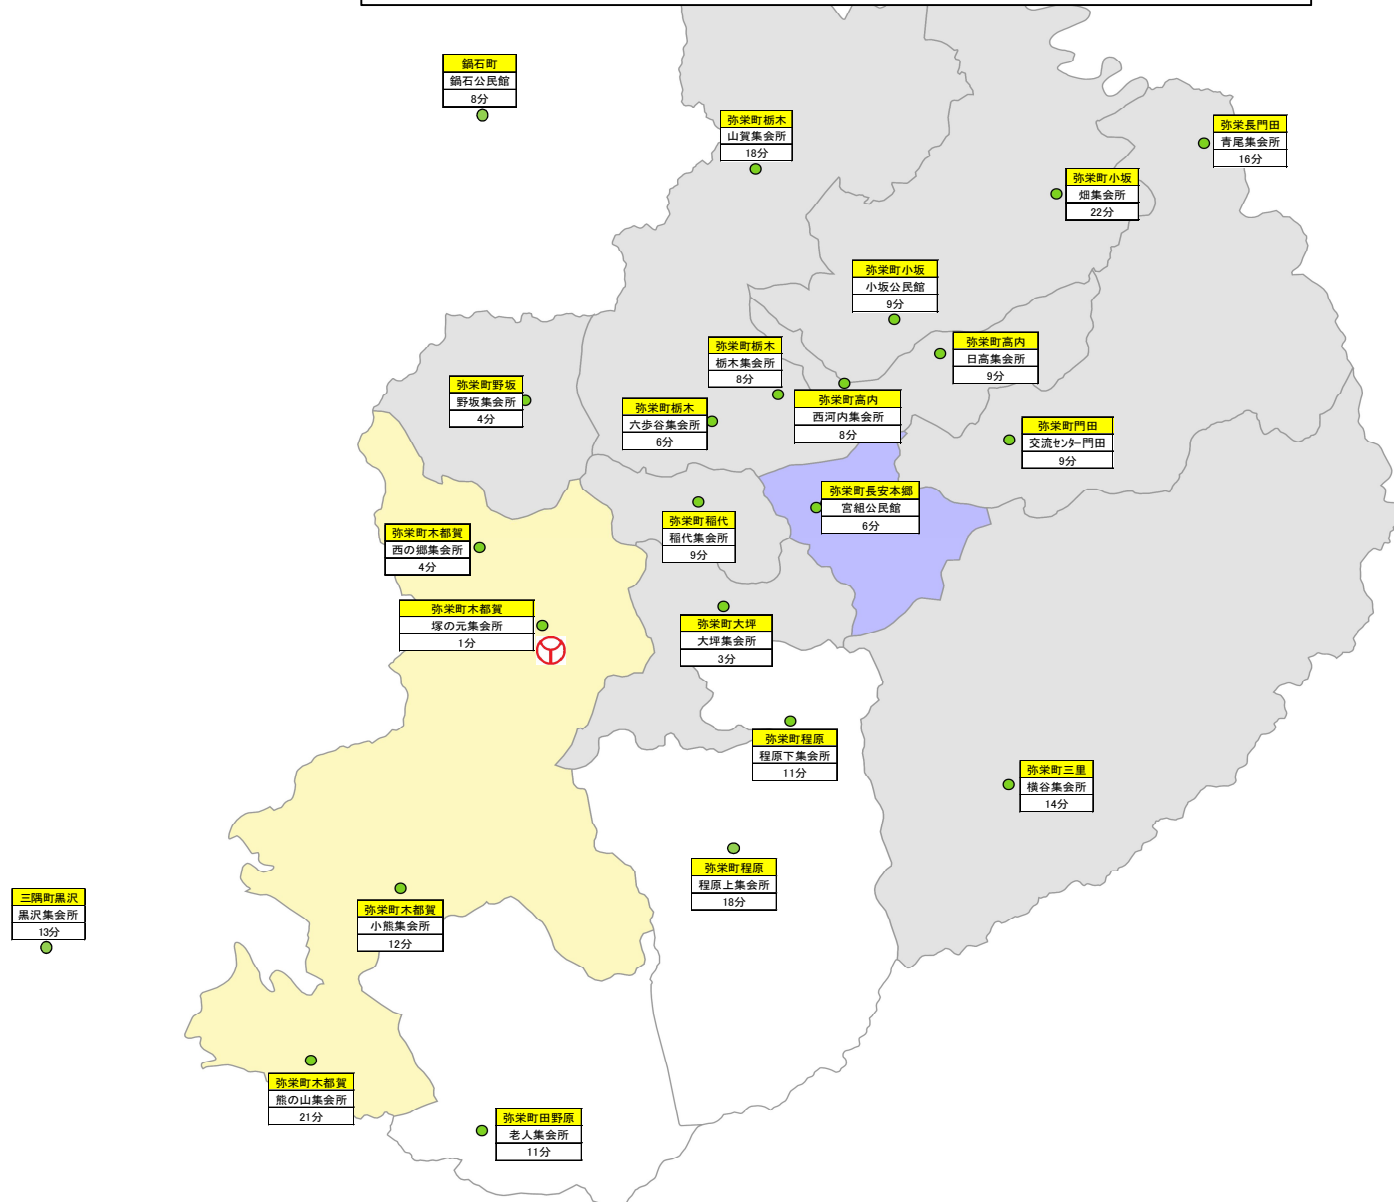 鍋石町
鍋石公民館
8分
弥栄町栃木
山賀集会所
18分
弥栄長門田
青尾集会所
16分
弥栄町小坂
畑集会所
22分
弥栄町小坂
小坂公民館
9分
弥栄町高内
日高集会所
9分
弥栄町栃木
栃木集会所
8分
弥栄町野坂
野坂集会所
4分
弥栄町高内
西河内集会所
8分
弥栄町栃木
六歩谷集会所
6分
弥栄町門田
交流センター門田
9分
弥栄町長安本郷
宮組公民館
6分
弥栄町稲代
稲代集会所
9分
弥栄町木都賀
西の郷集会所
4分
弥栄町木都賀
塚の元集会所
1分
弥栄町大坪
大坪集会所
3分
弥栄町程原
程原下集会所
11分
弥栄町三里
横谷集会所
14分
弥栄町程原
程原上集会所
18分
三隅町黒沢
黒沢集会所
13分
弥栄町木都賀
小熊集会所
12分
弥栄町木都賀
熊の山集会所
21分
弥栄町田野原
老人集会所
11分